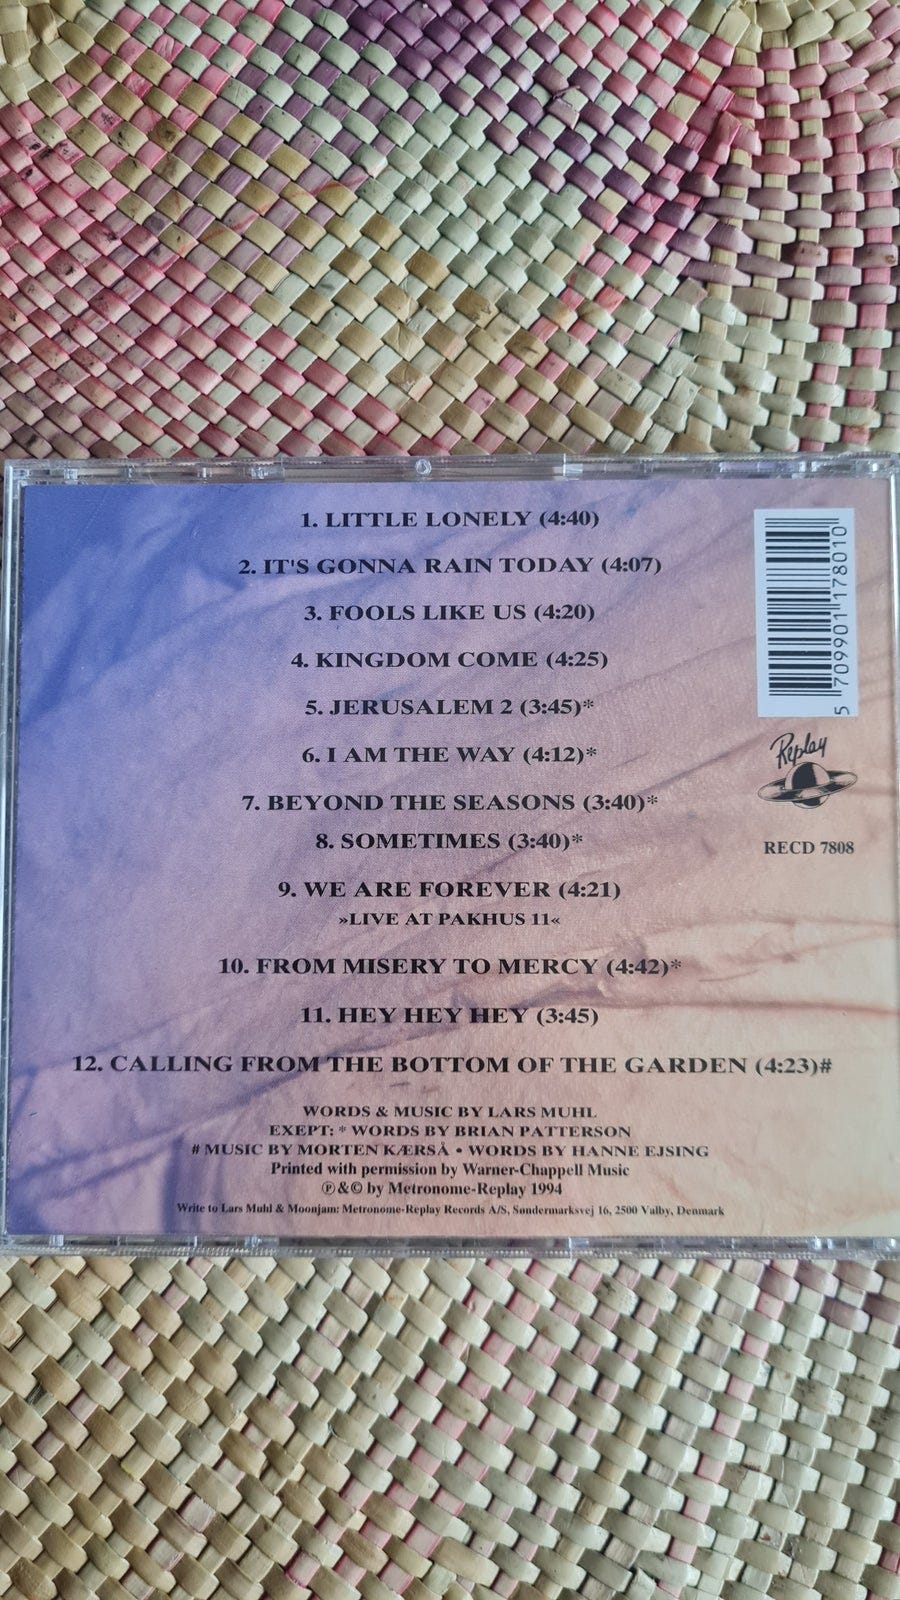 1. LITTLE LONELY (4:40)
2. IT'S GONNA RAIN TODAY (4:07)
3. FOOLS LIKE US (4:20)
4. KINGDOM COME (4:25)
5. JERUSALEM 2 (3:45)*
6. I AM THE WAY (4:12)*
7. BEYOND THE SEASONS (3:40)*
8. SOMETIMES (3:40)*
9. WE ARE FOREVER (4:21)
»LIVE AT PAKHUS 11«
10. FROM MISERY TO MERCY (4:42)*
11. HEY HEY HEY (3:45)
12. CALLING FROM THE BOTTOM OF THE GARDEN (4:23)#
WORDS & MUSIC BY LARS MUHL
EXEPT: * WORDS BY BRIAN PATTERSON
# MUSIC BY MORTEN KÆRSÅ • WORDS BY HANNE EJSING
Printed with permission by Warner-Chappell Music
℗&© by Metronome-Replay 1994
Write to Lars Muhl & Moonjam: Metronome-Replay Records A/S, Søndermarksvej 16, 2500 Valby, Denmark
5 709901 178010
Replay
RECD 7808